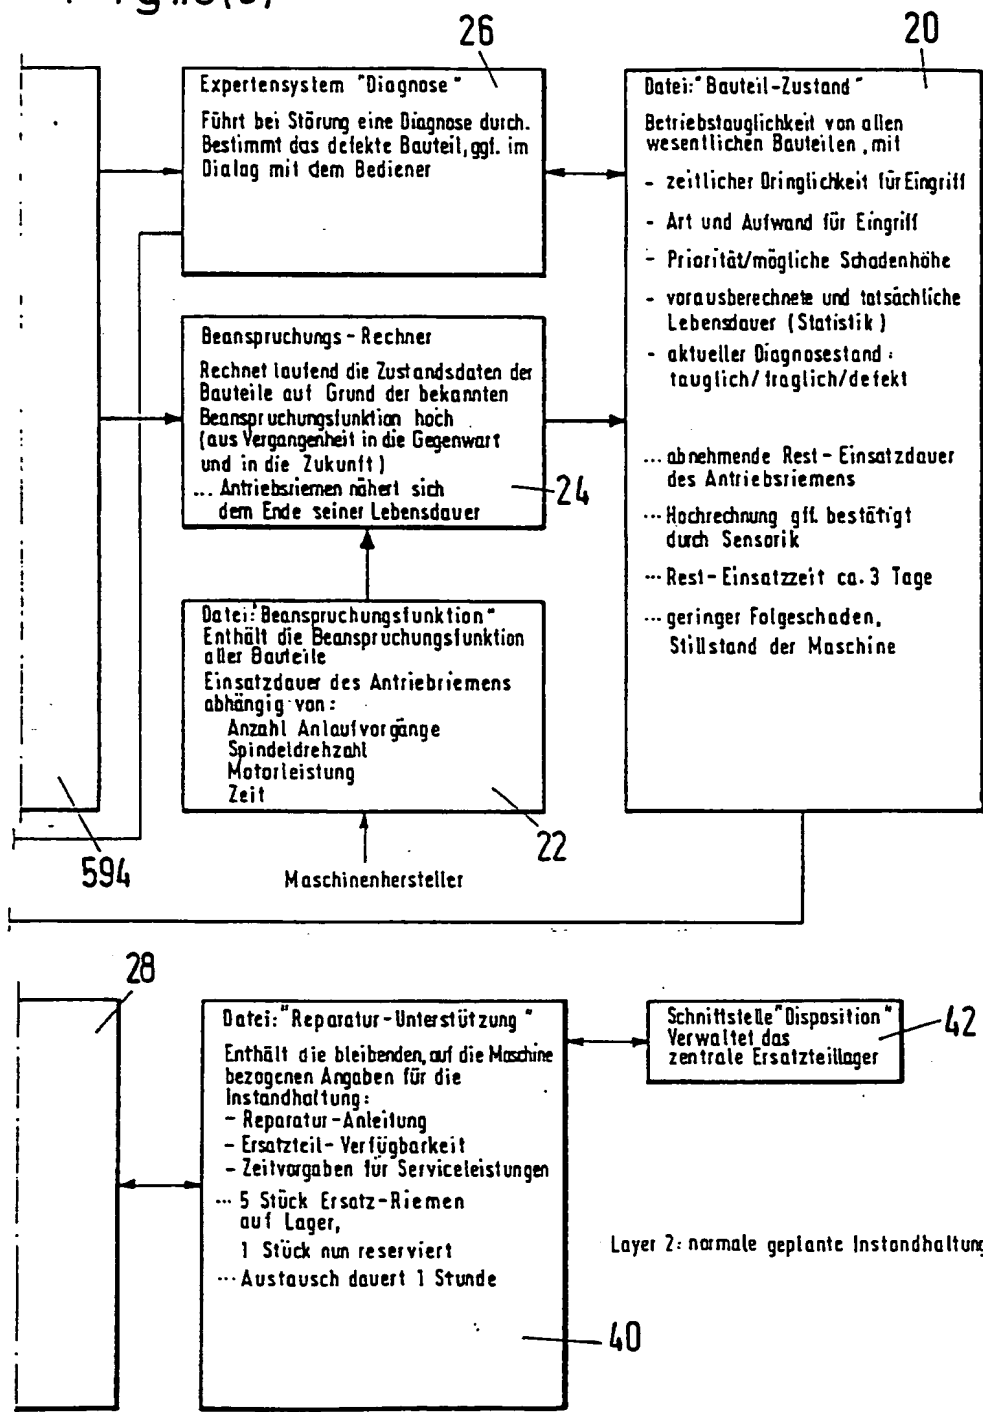 26
20
Expertensystem "Diagnose"
Führt bei Störung eine Diagnose durch.
Bestimmt das defekte Bauteil, ggf. im
Dialog mit dem Bediener
Datei: "Bauteil-Zustand"
Betriebstauglichkeit von allen
wesentlichen Bauteilen, mit
- zeitlicher Dringlichkeit für Eingriff
- Art und Aufwand für Eingriff
- Priorität/mögliche Schadenhöhe
- vorausberechnete und tatsächliche
Lebensdauer (Statistik)
- aktueller Diagnosestand:
tauglich/fraglich/defekt
... abnehmende Rest-Einsatzdauer
des Antriebsriemens
... Hochrechnung gff. bestätigt
durch Sensorik
... Rest-Einsatzzeit ca. 3 Tage
... geringer Folgeschaden,
Stillstand der Maschine
Beanspruchungs-Rechner
Rechnet laufend die Zustandsdaten der
Bauteile auf Grund der bekannten
Beanspruchungsfunktion hoch
(aus Vergangenheit in die Gegenwart
und in die Zukunft)
... Antriebsriemen nähert sich
dem Ende seiner Lebensdauer
24
Datei: "Beanspruchungsfunktion"
Enthält die Beanspruchungsfunktion
aller Bauteile
Einsatzdauer des Antriebriemens
abhängig von:
Anzahl Anlaufvorgänge
Spindeldrehzahl
Motorleistung
Zeit
22
594
Maschinenhersteller
28
Datei: "Reparatur-Unterstützung"
Enthält die bleibenden, auf die Maschine
bezogenen Angaben für die
Instandhaltung:
- Reparatur-Anleitung
- Ersatzteil-Verfügbarkeit
- Zeitvorgaben für Serviceleistungen
... 5 Stück Ersatz-Riemen
auf Lager,
1 Stück nun reserviert
... Austausch dauert 1 Stunde
40
Schnittstelle "Disposition"
Verwaltet das
zentrale Ersatzteillager
42
Layer 2: normale geplante Instandhaltung